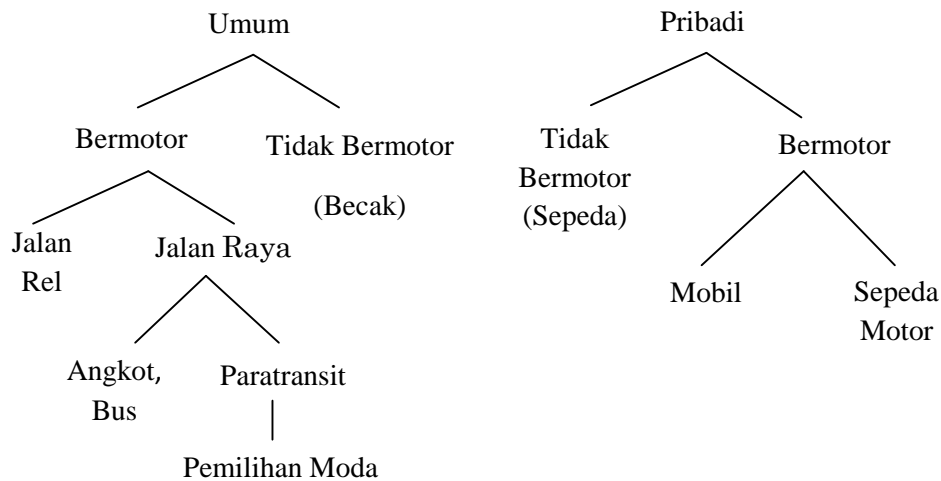 Umum
Pribadi
Bermotor
Tidak Bermotor
(Becak)
Tidak
Bermotor
(Sepeda)
Bermotor
Jalan
Rel
Jalan Raya
Mobil
Sepeda
Motor
Angkot,
Bus
Paratransit
Pemilihan Moda